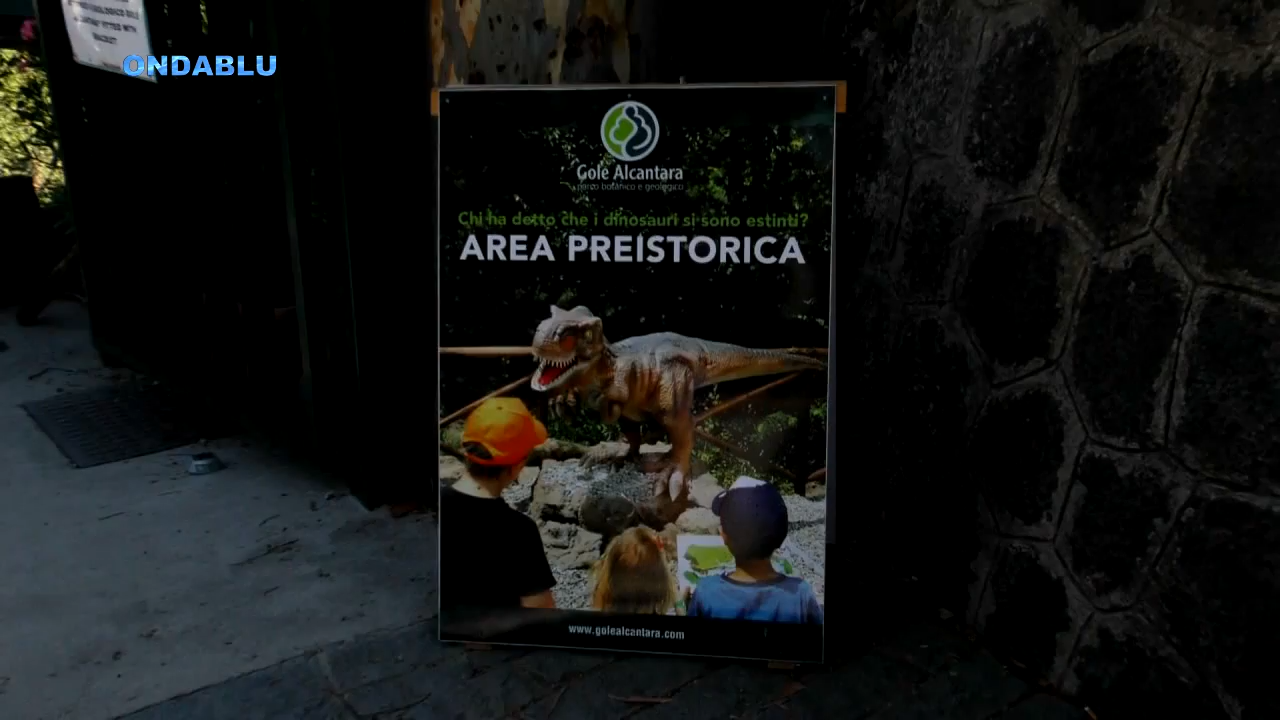 ONDABLU
Gole Alcantara
parco botanico e geologico
Chi ha detto che i dinosauri si sono estinti?
AREA PREISTORICA
www.golealcantara.com